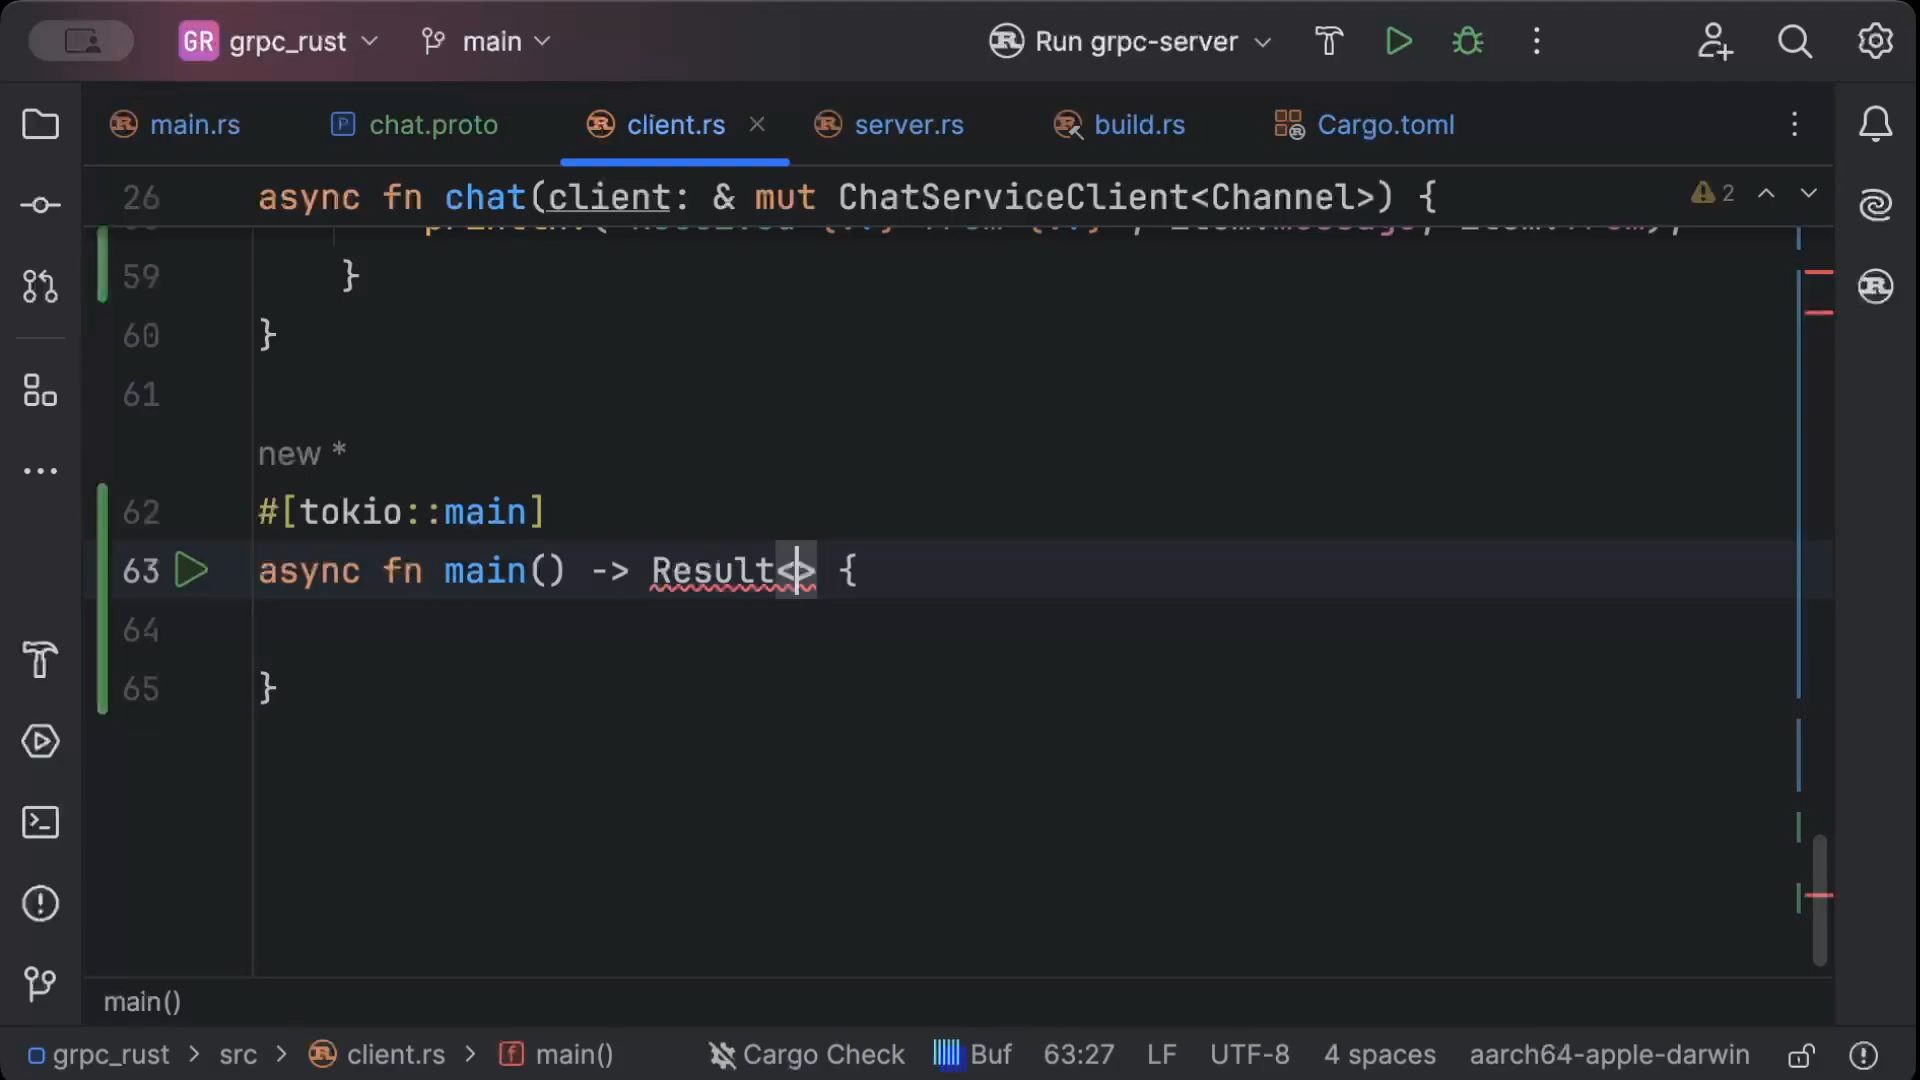 GR grpc_rust main Run grpc-server
main.rs chat.proto client.rs server.rs build.rs Cargo.toml
26 async fn chat(client: & mut ChatServiceClient<Channel>) { 2
59 }
60 }
61
new *
62 #[tokio::main]
63 async fn main() -> Result<> {
64
65 }
main()
grpc_rust > src > client.rs > main() Cargo Check Buf 63:27 LF UTF-8 4 spaces aarch64-apple-darwin